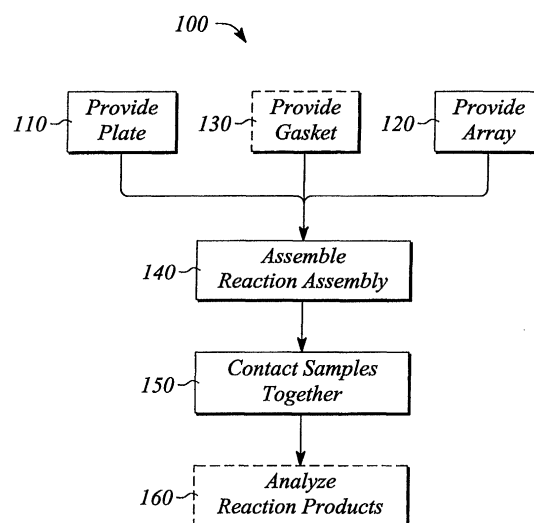 100
110
Provide
Plate
130
Provide
Gasket
120
Provide
Array
140
Assemble
Reaction Assembly
150
Contact Samples
Together
160
Analyze
Reaction Products